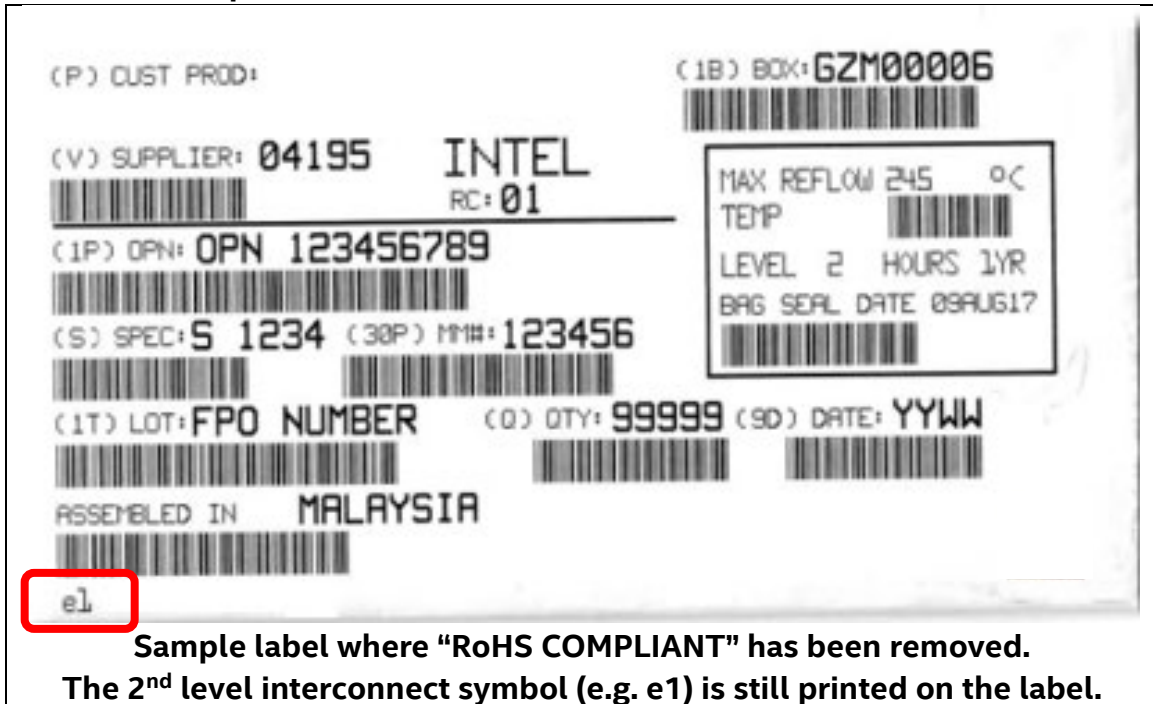 (P) CUST PROD:
(1B) BOX: GZM00006
(V) SUPPLIER: 04195 INTEL
RC: 01
MAX REFLOW 245 °C
TEMP
LEVEL 2 HOURS 1YR
BAG SEAL DATE 09AUG17
(1P) OPN: OPN 123456789
(S) SPEC: S 1234 (30P) MM#: 123456
(1T) LOT: FPO NUMBER (Q) QTY: 99999 (9D) DATE: YYWW
ASSEMBLED IN MALAYSIA
e1
Sample label where “RoHS COMPLIANT” has been removed.
The 2nd level interconnect symbol (e.g. e1) is still printed on the label.